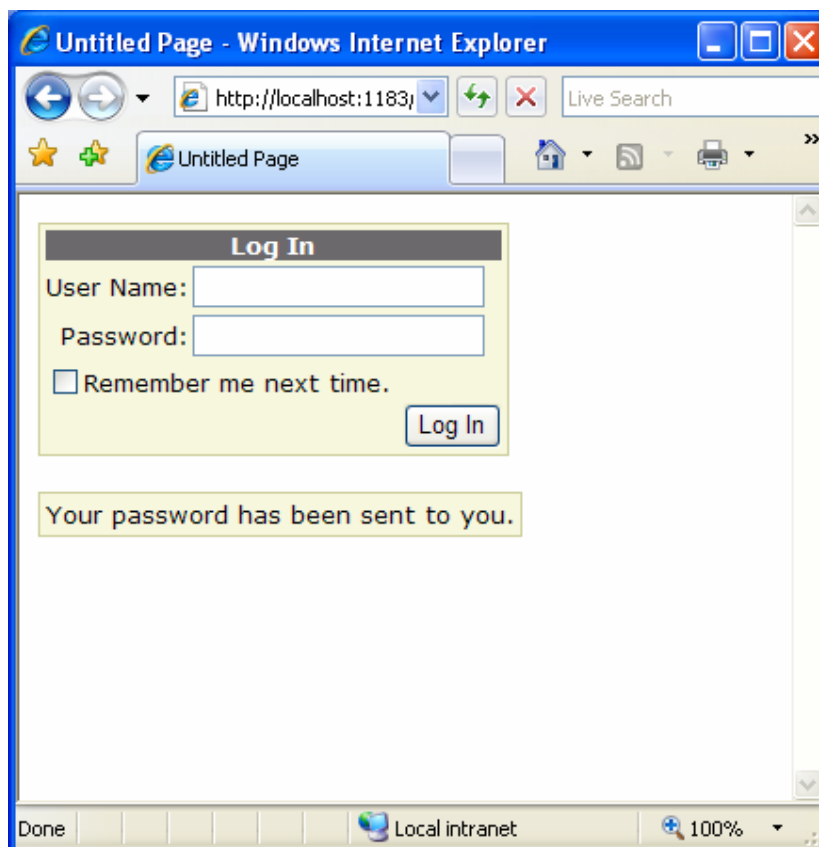 Untitled Page - Windows Internet Explorer
http://localhost:1183/
Live Search
Untitled Page
»
Log In
User Name:
Password:
Remember me next time.
Log In
Your password has been sent to you.
Done
Local intranet
100%